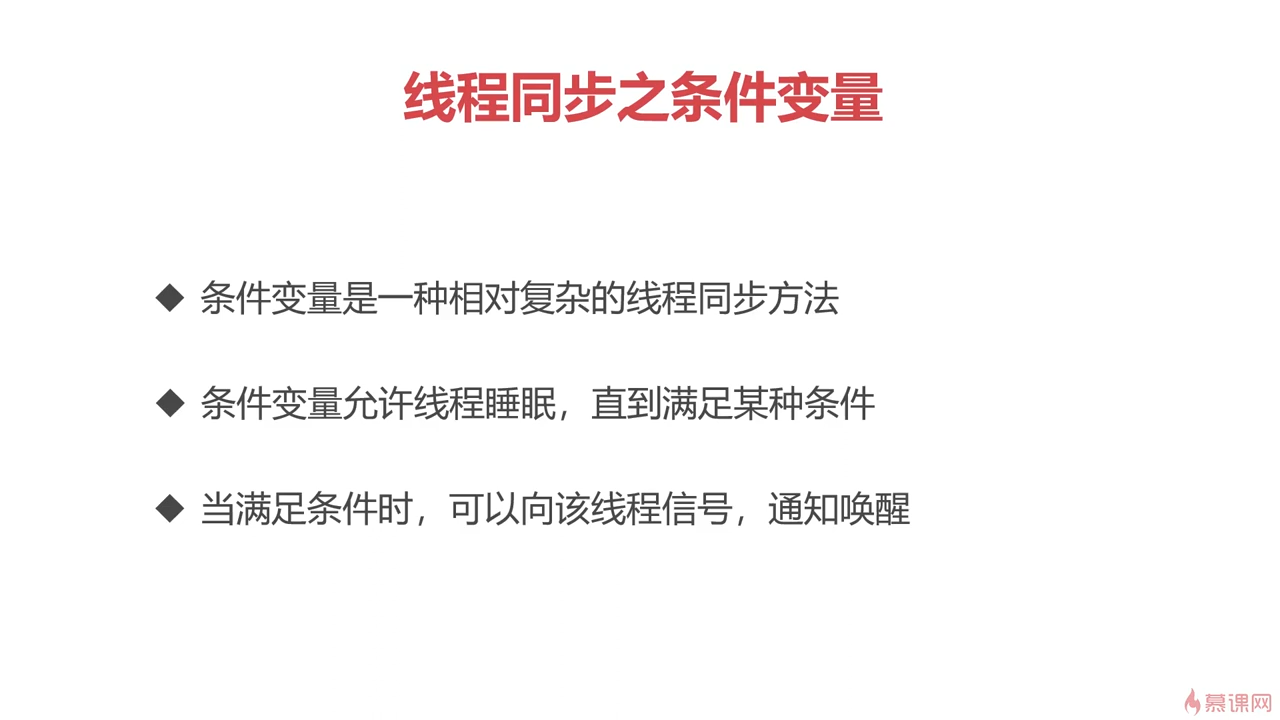 线程同步之条件变量
◆ 条件变量是一种相对复杂的线程同步方法
◆ 条件变量允许线程睡眠，直到满足某种条件
◆ 当满足条件时，可以向该线程信号，通知唤醒
慕课网